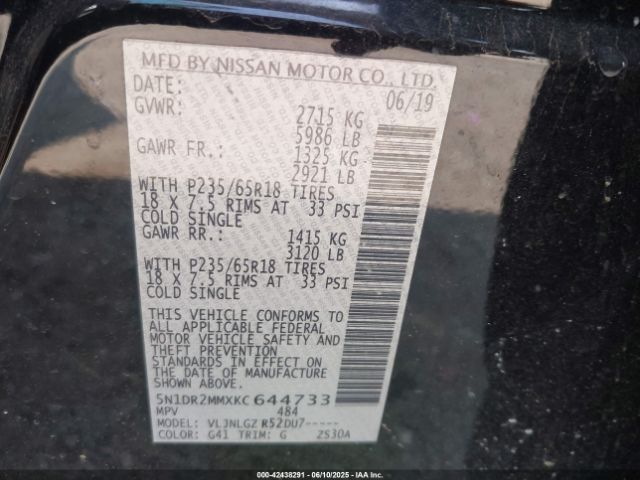 MFD BY NISSAN MOTOR CO., LTD.
DATE: 06/19
GVWR: 2715 KG
5986 LB
GAWR FR.: 1325 KG
2921 LB
WITH P235/65R18 TIRES
18 X 7.5 RIMS AT 33 PSI
COLD SINGLE
GAWR RR.: 1415 KG
3120 LB
WITH P235/65R18 TIRES
18 X 7.5 RIMS AT 33 PSI
COLD SINGLE
THIS VEHICLE CONFORMS TO
ALL APPLICABLE FEDERAL
MOTOR VEHICLE SAFETY AND
THEFT PREVENTION
STANDARDS IN EFFECT ON
THE DATE OF MANUFACTURE
SHOWN ABOVE.
5N1DR2MMXKC644733
MPV 484
MODEL: VLJNLGZ R52DU7-----
COLOR: G41 TRIM: G ZS30A
000-42438291 - 06/10/2025 - IAAI.COM